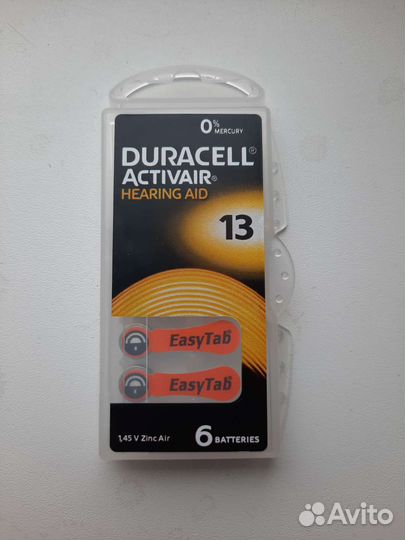 0% MERCURY
DURACELL®
ACTIVAIR®
HEARING AID
13
EasyTab
EasyTab®
1,45 V Zinc Air
6 BATTERIES
Avito